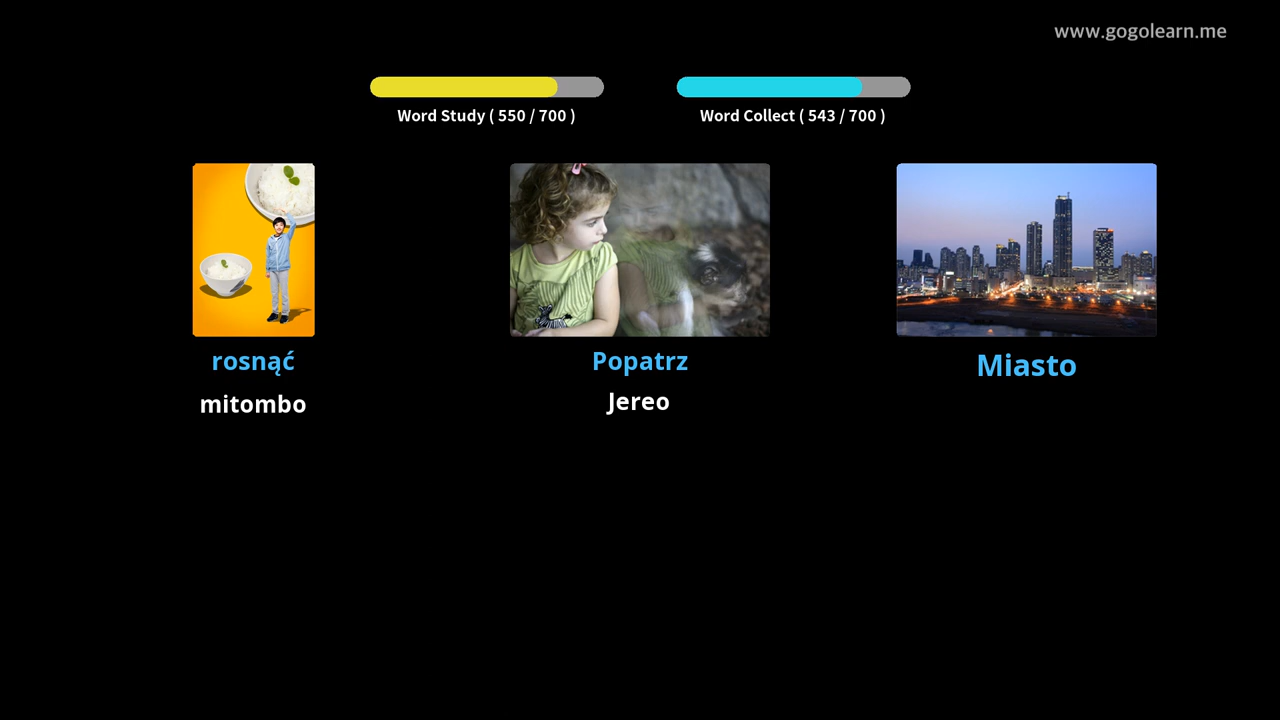 www.gogolearn.me
Word Study ( 550 / 700 )
Word Collect ( 543 / 700 )
rosnąć
mitombo
Popatrz
Jereo
Miasto